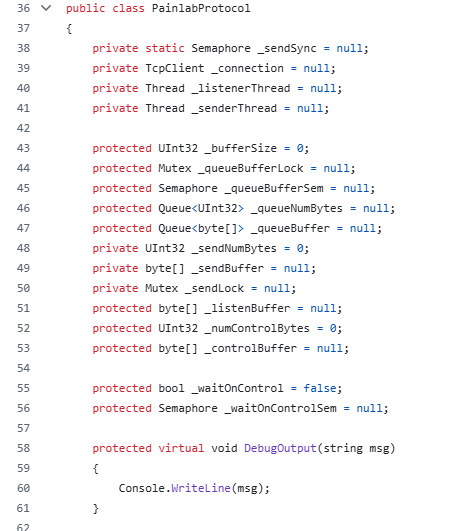 36 public class PainlabProtocol
37 {
38 private static Semaphore _sendSync = null;
39 private TcpClient _connection = null;
40 private Thread _listenerThread = null;
41 private Thread _senderThread = null;
42
43 protected UInt32 _bufferSize = 0;
44 protected Mutex _queueBufferLock = null;
45 protected Semaphore _queueBufferSem = null;
46 protected Queue<UInt32> _queueNumBytes = null;
47 protected Queue<byte[]> _queueBuffer = null;
48 private UInt32 _sendNumBytes = 0;
49 private byte[] _sendBuffer = null;
50 private Mutex _sendLock = null;
51 protected byte[] _listenBuffer = null;
52 protected UInt32 _numControlBytes = 0;
53 protected byte[] _controlBuffer = null;
54
55 protected bool _waitOnControl = false;
56 protected Semaphore _waitOnControlSem = null;
57
58 protected virtual void DebugOutput(string msg)
59 {
60 Console.WriteLine(msg);
61 }
62